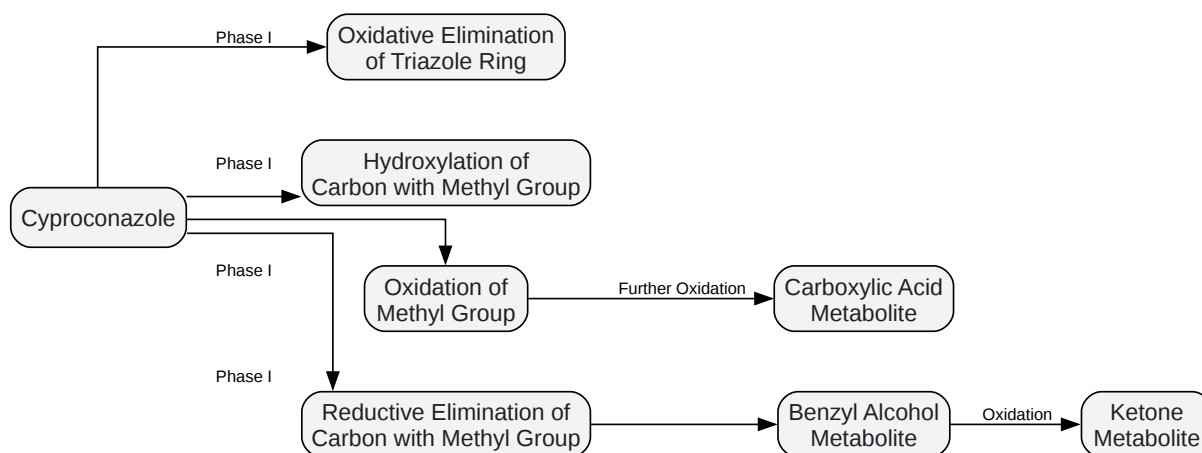 Phase I
Oxidative Elimination
of Triazole Ring
Phase I
Hydroxylation of
Carbon with Methyl Group
Cyproconazole
Phase I
Oxidation of
Methyl Group
Further Oxidation
Carboxylic Acid
Metabolite
Phase I
Reductive Elimination of
Carbon with Methyl Group
Benzyl Alcohol
Metabolite
Oxidation
Ketone
Metabolite